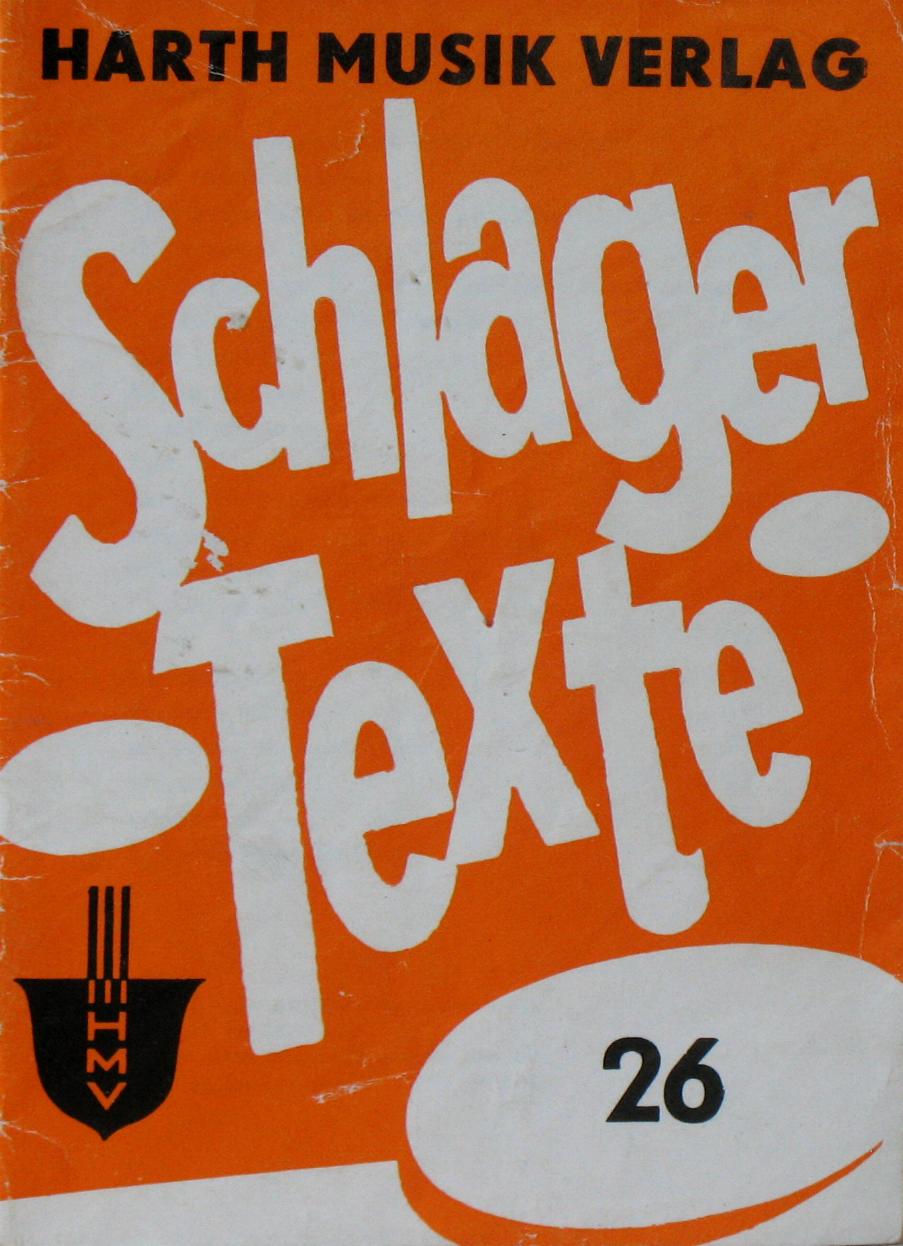 HARTH MUSIK VERLAG
Schlager
Texte
HMV
26